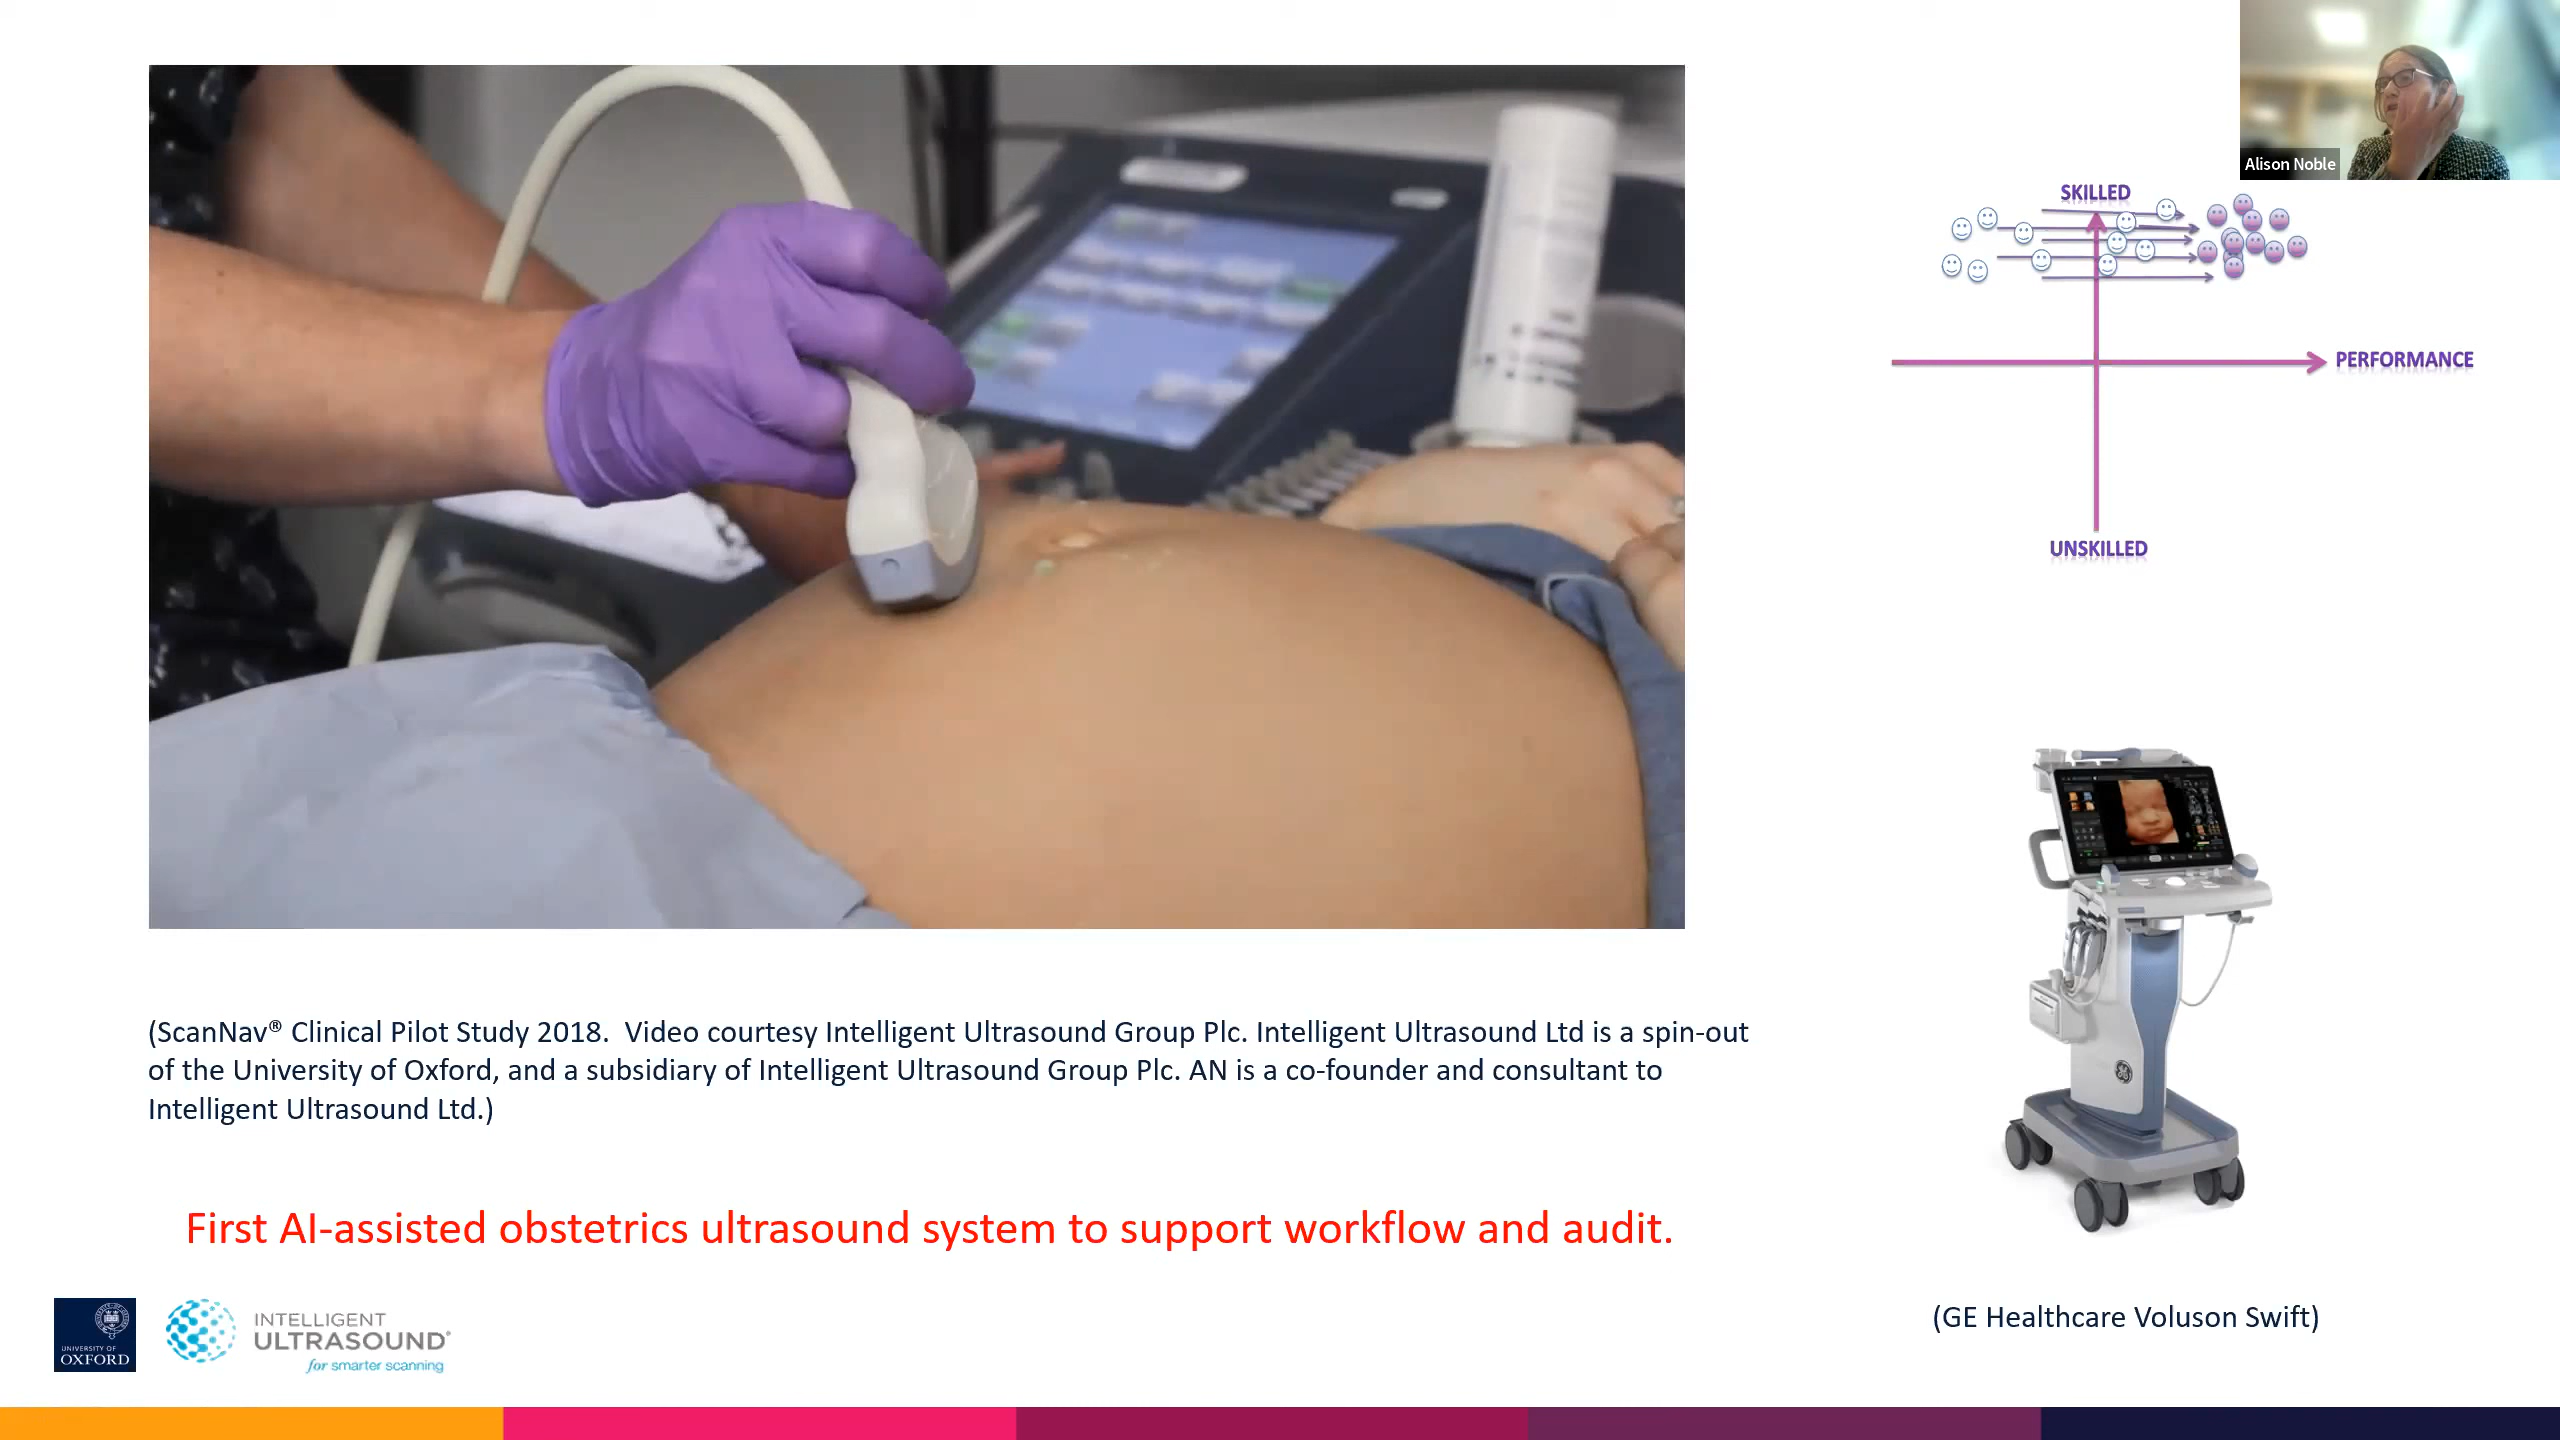 Alison Noble
SKILLED
PERFORMANCE
UNSKILLED
(ScanNav® Clinical Pilot Study 2018.  Video courtesy Intelligent Ultrasound Group Plc. Intelligent Ultrasound Ltd is a spin-out
of the University of Oxford, and a subsidiary of Intelligent Ultrasound Group Plc. AN is a co-founder and consultant to
Intelligent Ultrasound Ltd.)
First AI-assisted obstetrics ultrasound system to support workflow and audit.
UNIVERSITY OF
OXFORD
INTELLIGENT
ULTRASOUND®
for smarter scanning
(GE Healthcare Voluson Swift)